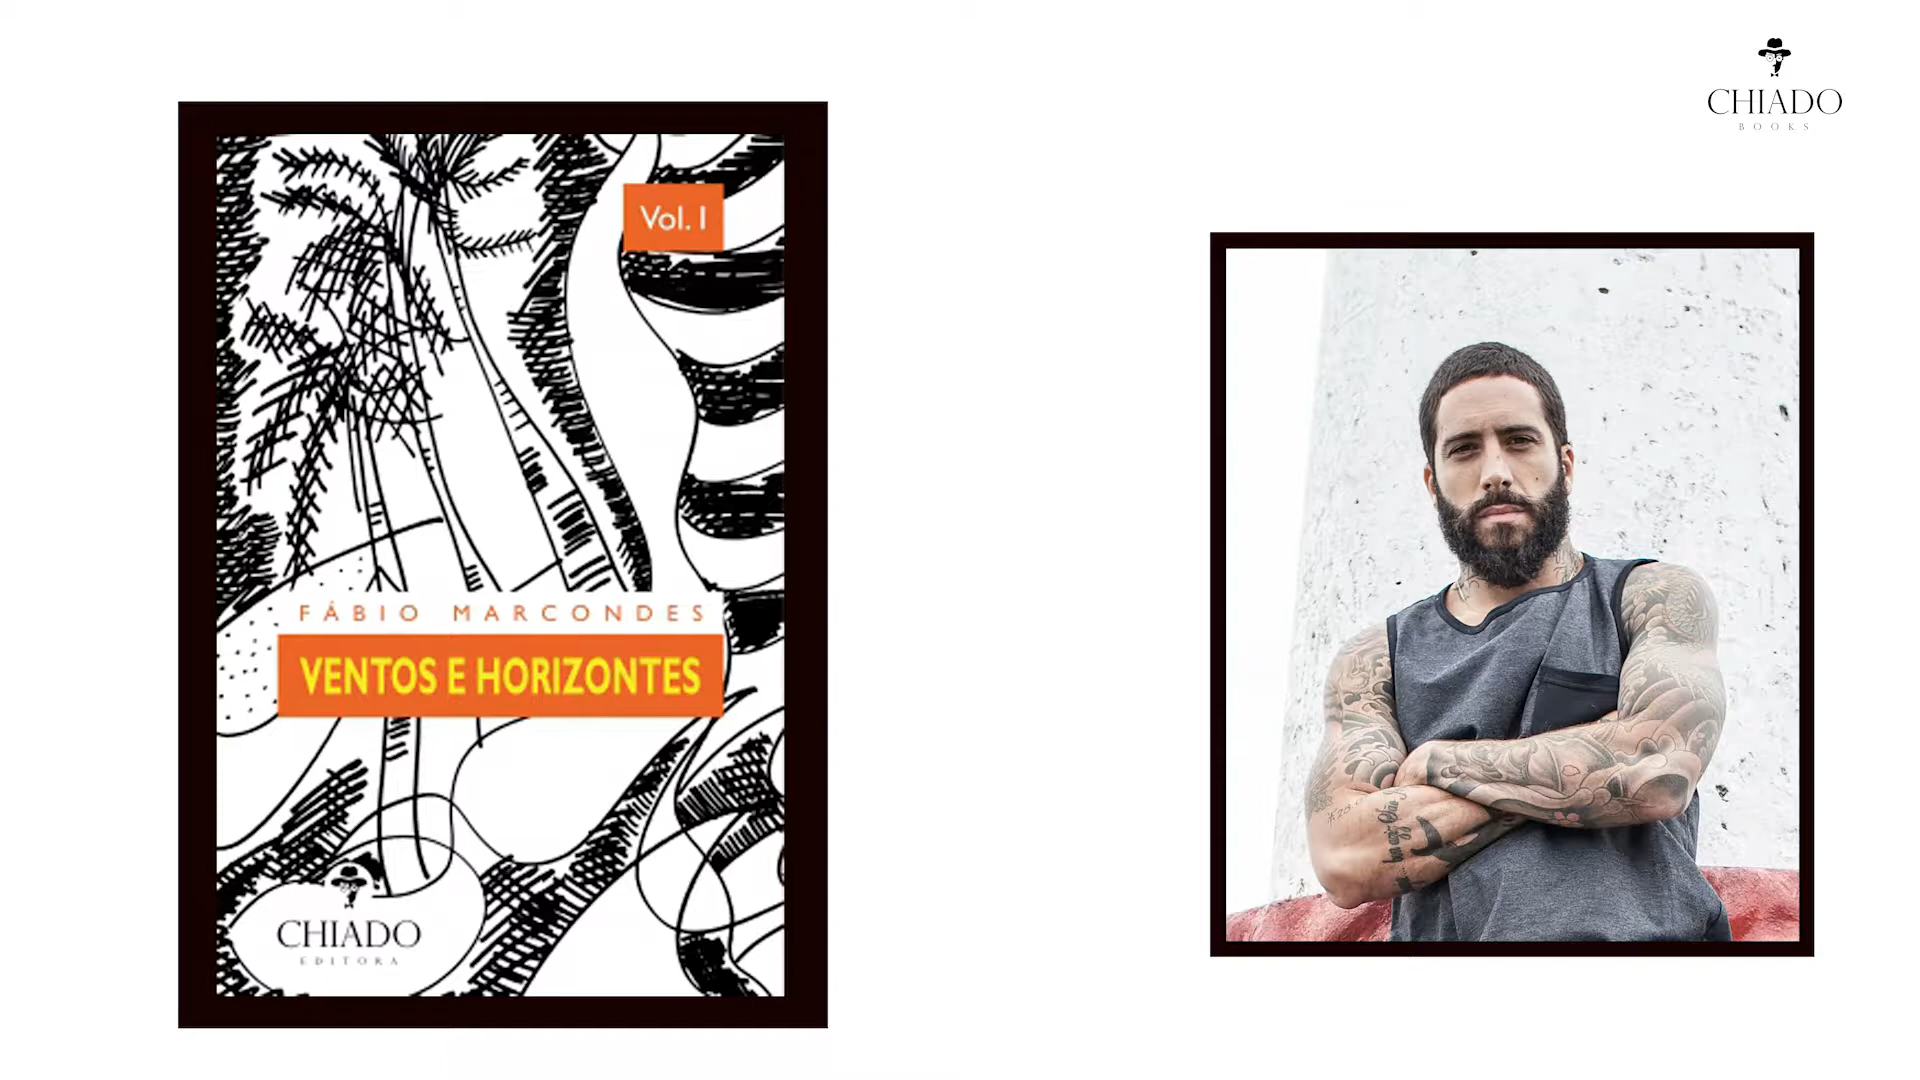 CHIADO
BOOKS
Vol. I
FÁBIO MARCONDES
VENTOS E HORIZONTES
CHIADO
EDITORA